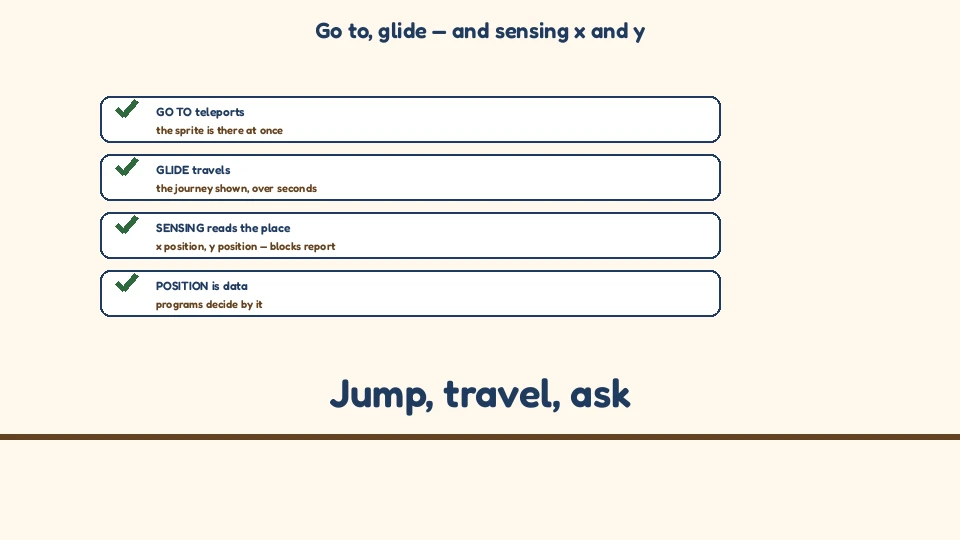 Go to, glide — and sensing x and y
GO TO teleports
the sprite is there at once
GLIDE travels
the journey shown, over seconds
SENSING reads the place
x position, y position — blocks report
POSITION is data
programs decide by it
Jump, travel, ask